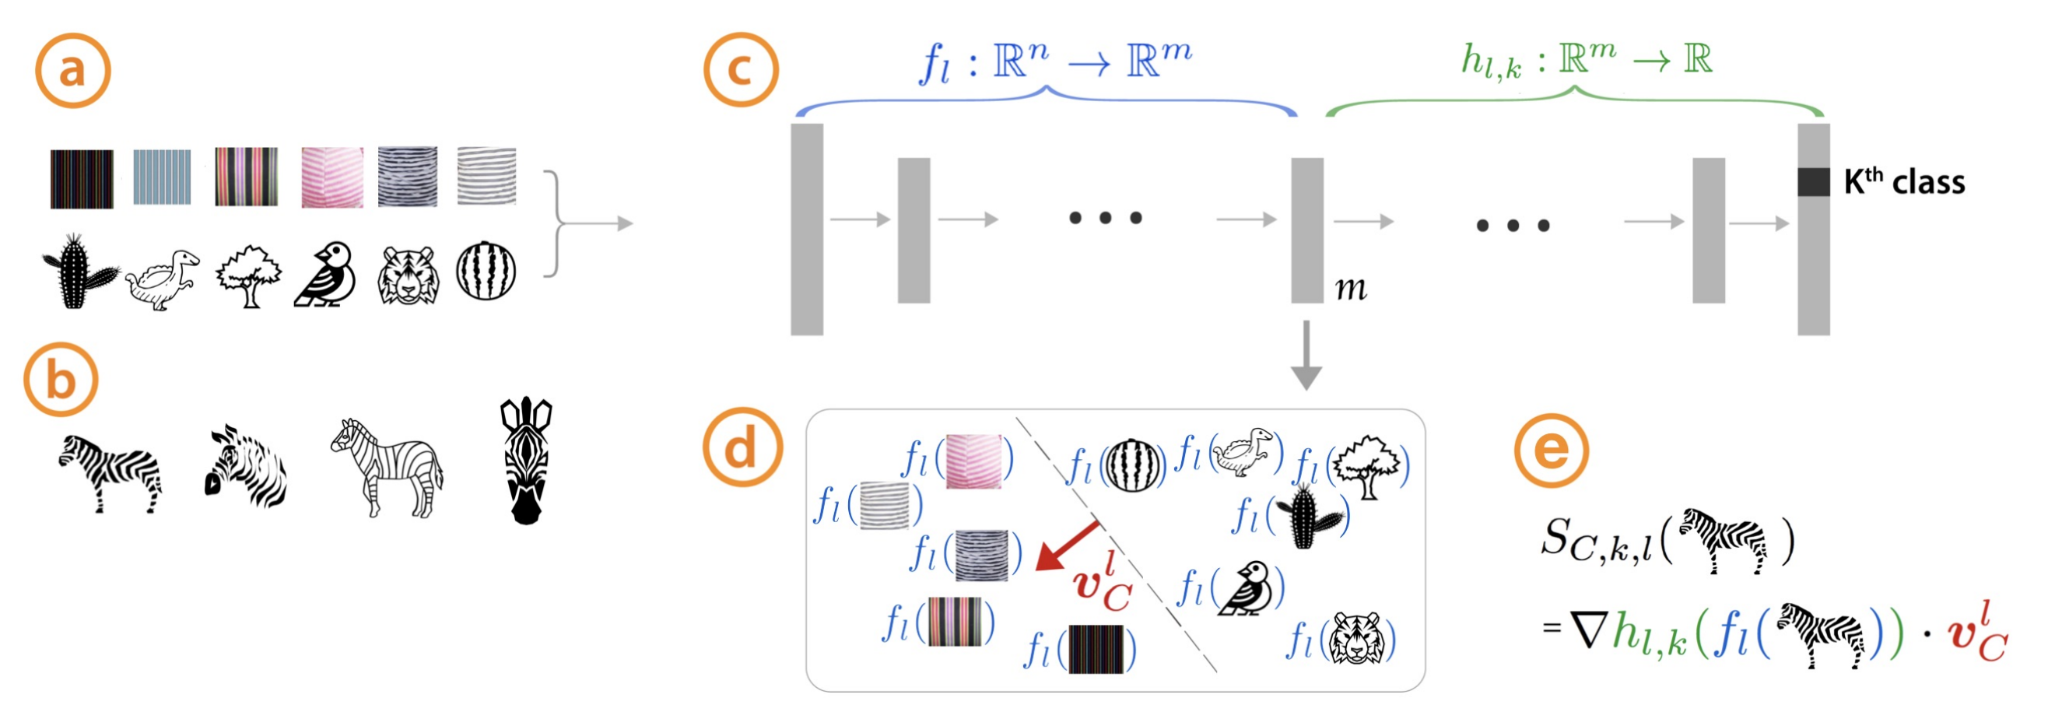 a
b
c
f_l : ℝ^n → ℝ^m
h_{l,k} : ℝ^m → ℝ
K^th class
m
d
f_l( )
f_l( )
f_l( )
f_l( )
f_l( )
f_l( )
f_l( )
f_l( )
f_l( )
f_l( )
f_l( )
v_C^l
e
S_{C,k,l}( )
= ∇h_{l,k}(f_l( )) · v_C^l